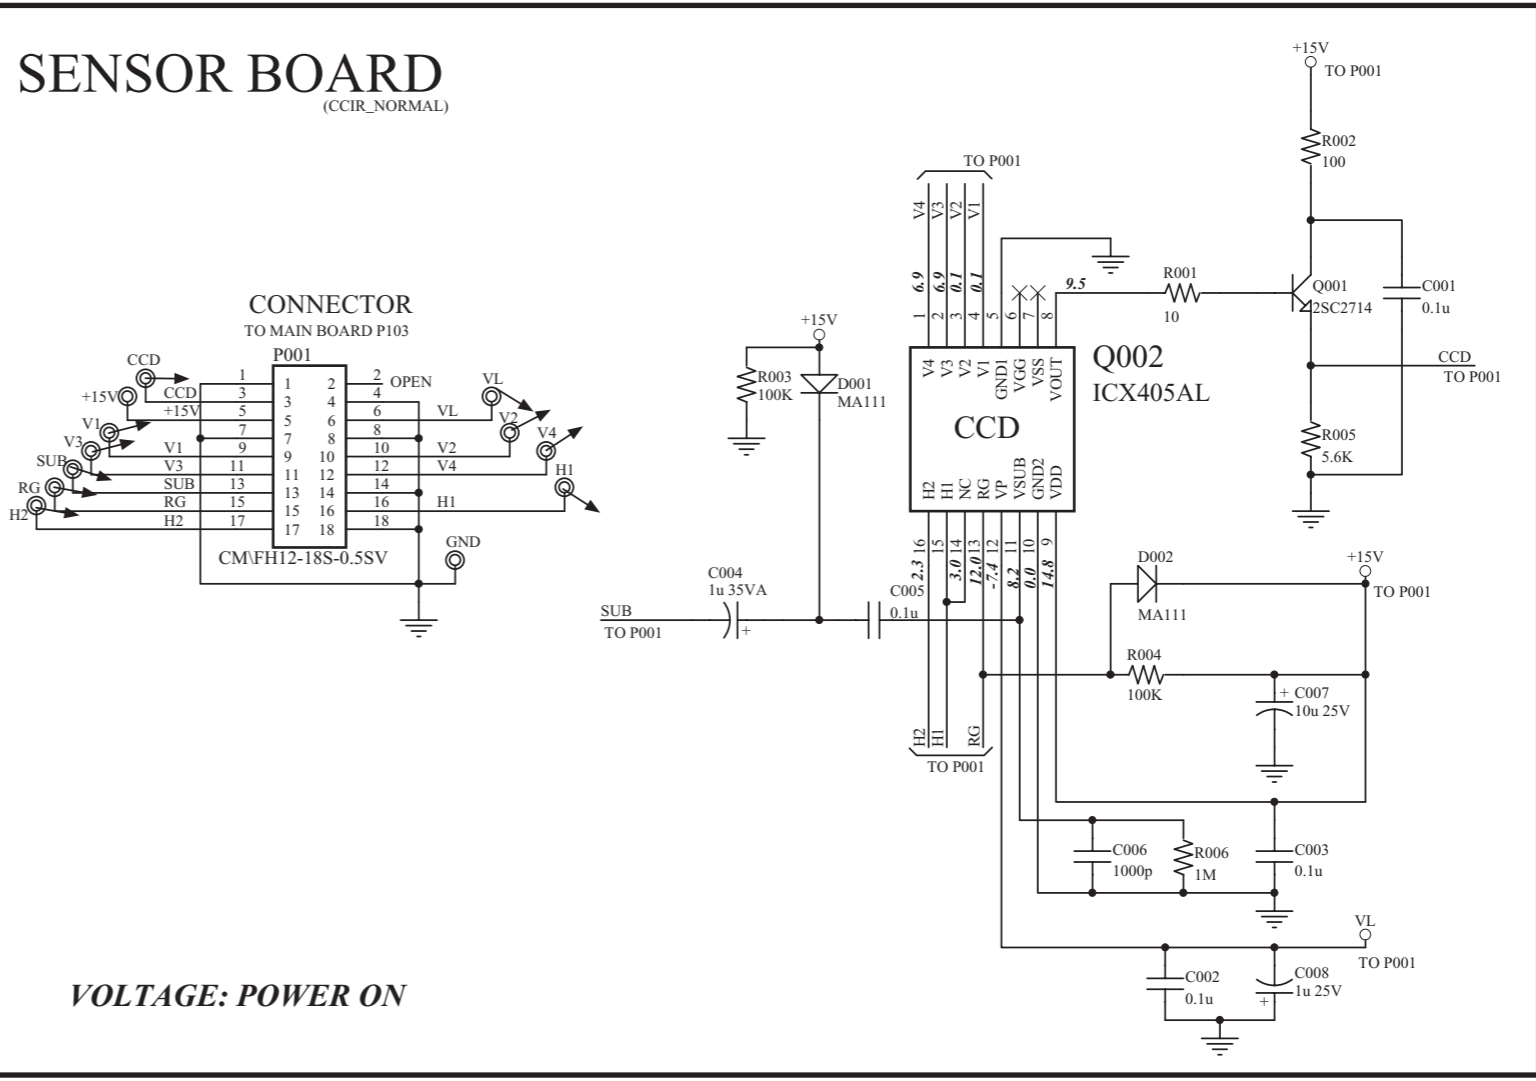 SENSOR BOARD
(CCIR_NORMAL)
CONNECTOR
TO MAIN BOARD P103
P001
1 1 2 2 OPEN
CCD CCD 3 3 4 4
+15V +15V 5 5 6 6 VL VL
7 7 8 8
V1 V1 9 9 10 10 V2 V2
V3 V3 11 11 12 12 V4 V4
SUB SUB 13 13 14 14
RG RG 15 15 16 16 H1 H1
H2 H2 17 17 18 18
CM\FH12-18S-0.5SV
GND
TO P001
V4 V3 V2 V1
6.9 6.9 0.1 0.1
1 2 3 4 5 6 7 8
9.5
V4 V3 V2 V1 GND1 VGG VSS VOUT
CCD
Q002
ICX405AL
H2 H1 NC RG VP VSUB GND2 VDD
16 15 14 13 12 11 10 9
2.3 3.0 12.0 -7.4 8.2 0.0 14.8
H2 H1 RG
TO P001
+15V
TO P001
R002
100
R001
10
Q001
2SC2714
C001
0.1u
CCD
TO P001
R005
5.6K
+15V
R003
100K
D001
MA111
SUB
TO P001
C004
1u 35VA
+
C005
0.1u
D002
MA111
+15V
TO P001
R004
100K
+ C007
10u 25V
C006
1000p
R006
1M
C003
0.1u
VL
TO P001
C002
0.1u
C008
1u 25V
+
VOLTAGE: POWER ON